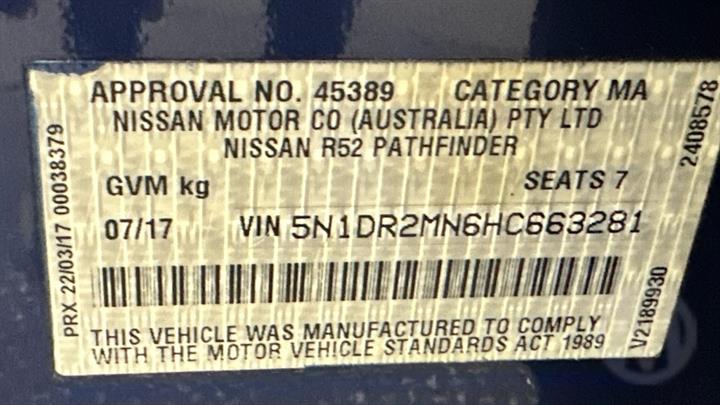 APPROVAL NO. 45389 CATEGORY MA
NISSAN MOTOR CO (AUSTRALIA) PTY LTD
NISSAN R52 PATHFINDER
GVM kg SEATS 7
07/17 VIN 5N1DR2MN6HC663281
THIS VEHICLE WAS MANUFACTURED TO COMPLY
WITH THE MOTOR VEHICLE STANDARDS ACT 1989
PRX 22/03/17 00038379
2408578
V2189930